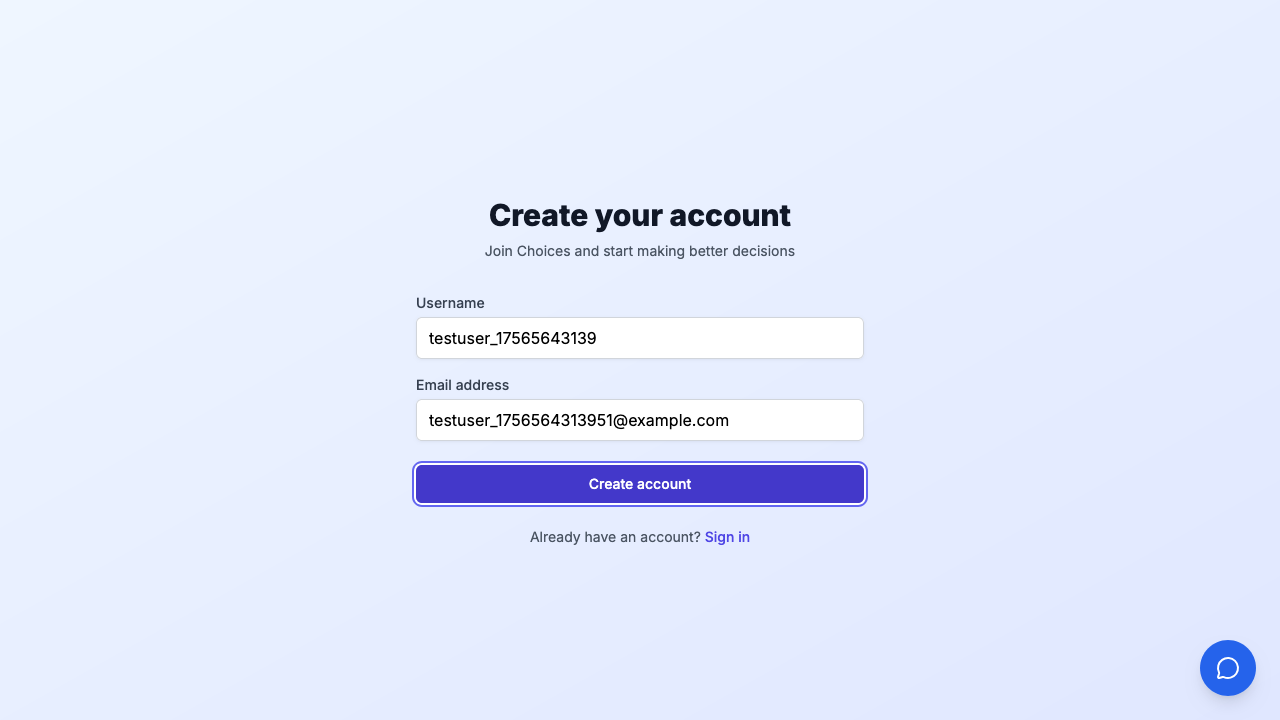 Create your account
Join Choices and start making better decisions
Username
testuser_17565643139
Email address
testuser_1756564313951@example.com
Create account
Already have an account? Sign in